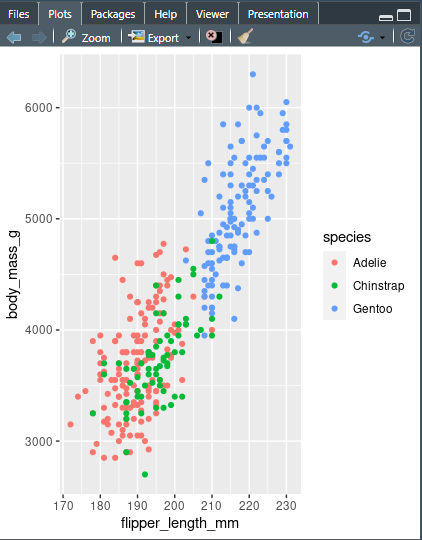 Files Plots Packages Help Viewer Presentation
Zoom Export
body_mass_g
6000
5000
4000
3000
170 180 190 200 210 220 230
flipper_length_mm
species
Adelie
Chinstrap
Gentoo